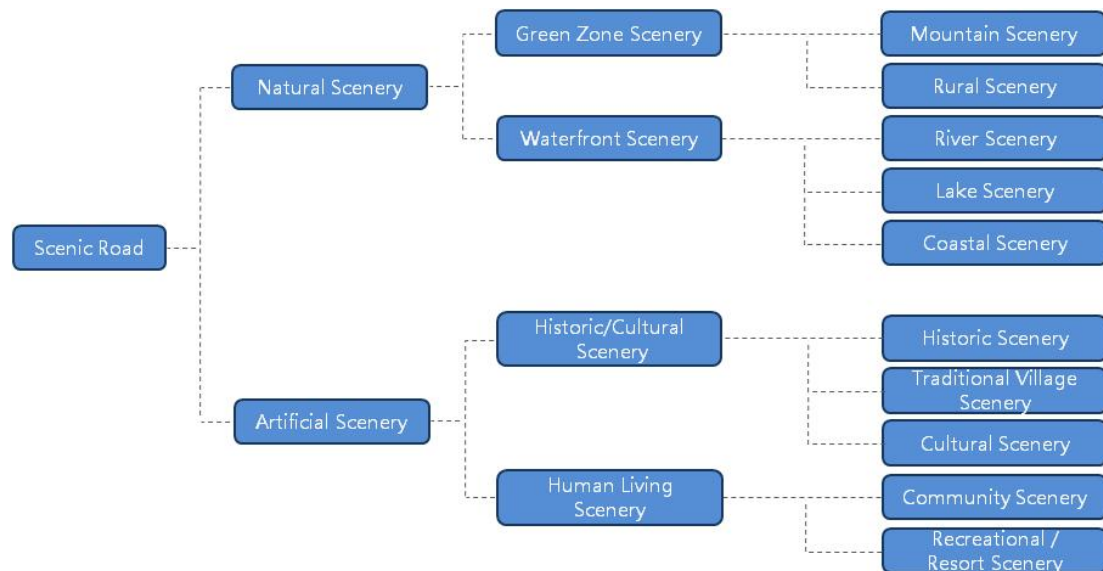 Scenic Road
Natural Scenery
Green Zone Scenery
Mountain Scenery
Rural Scenery
Waterfront Scenery
River Scenery
Lake Scenery
Coastal Scenery
Artificial Scenery
Historic/Cultural
Scenery
Historic Scenery
Traditional Village
Scenery
Cultural Scenery
Human Living
Scenery
Community Scenery
Recreational /
Resort Scenery